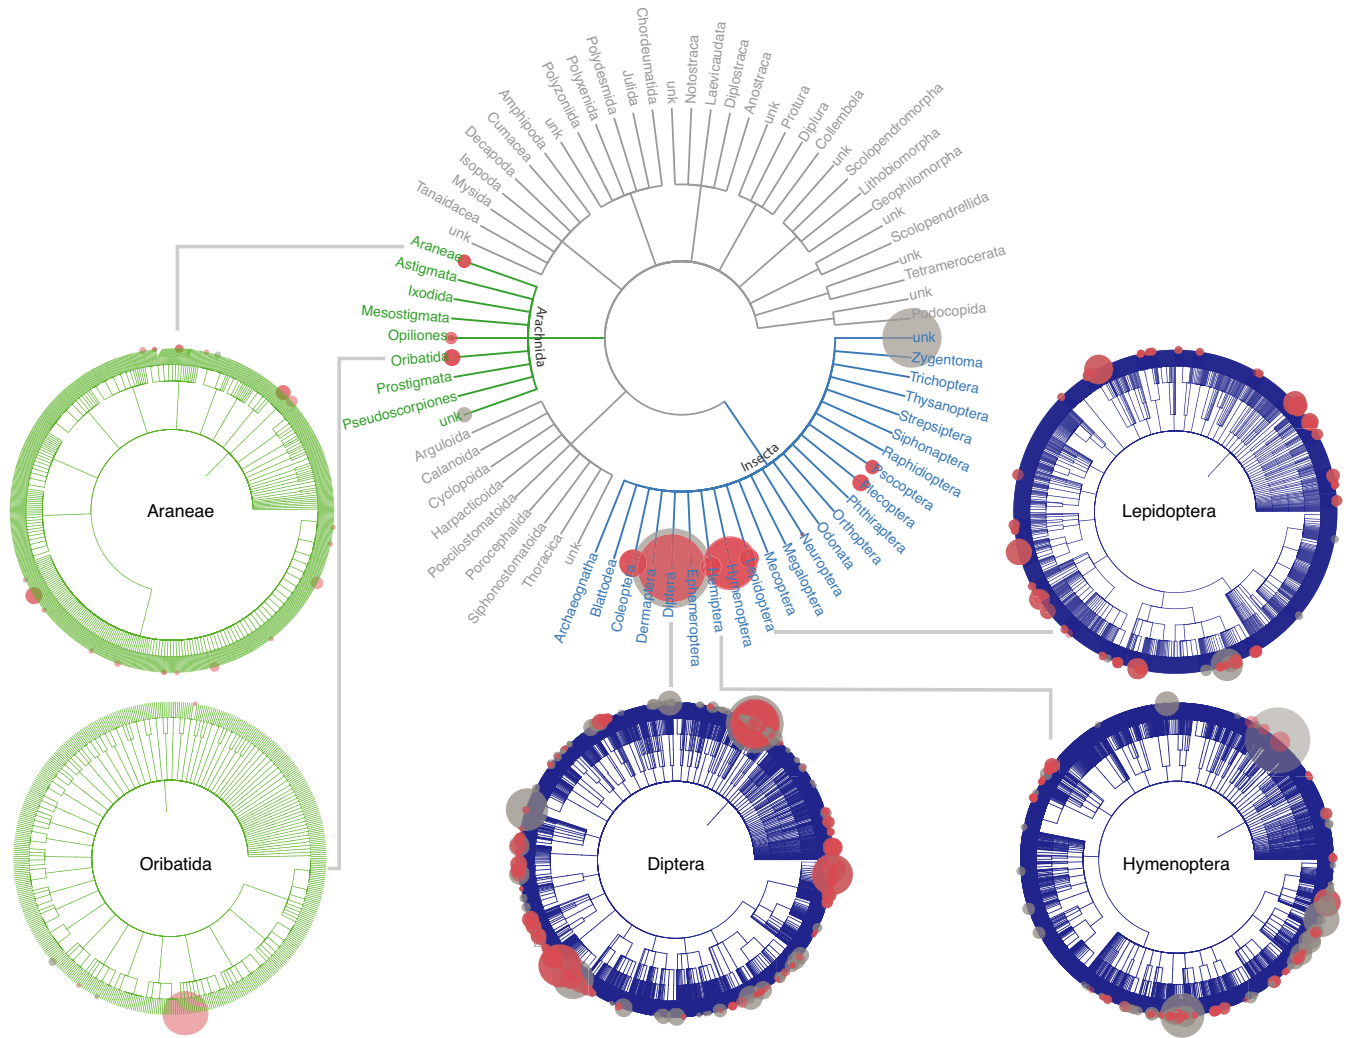 Tanaidacea
Mysida
Isopoda
Decapoda
Cumacea
Amphipoda
unk
Polyzoniida
Polyxenida
Polydesmida
Julida
Chordeumatida
unk
Notostraca
Laevicaudata
Diplostraca
Anostraca
unk
Protura
Diplura
Collembola
unk
Scolopendromorpha
Lithobiomorpha
Geophilomorpha
unk
Scolopendrellida
unk
Tetramerocerata
unk
Podocopida
unk
Zygentoma
Trichoptera
Thysanoptera
Strepsiptera
Siphonaptera
Raphidioptera
Psocoptera
Plecoptera
Phthiraptera
Orthoptera
Odonata
Neuroptera
Megaloptera
Mecoptera
Lepidoptera
Hymenoptera
Hemiptera
Ephemeroptera
Diptera
Dermaptera
Coleoptera
Blattodea
Archaeognatha
unk
Thoracica
Siphonostomatoida
Porocephalida
Poecilostomatoida
Harpacticoida
Cyclopoida
Calanoida
Arguloida
unk
Pseudoscorpiones
Prostigmata
Oribatida
Opiliones
Mesostigmata
Ixodida
Astigmata
Araneae
unk
Arachnida
Insecta
Araneae
Lepidoptera
Oribatida
Diptera
Hymenoptera